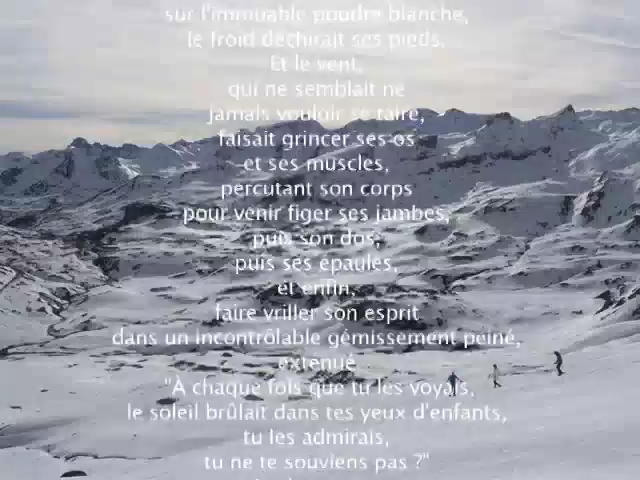 sur l'immuable poudre blanche,
le froid déchirait ses pieds.
Et le vent,
qui ne semblait ne
jamais vouloir se taire,
faisait grincer ses os
et ses muscles,
percutant son corps
pour venir figer ses jambes,
puis son dos,
puis ses épaules,
et enfin,
faire vriller son esprit
dans un incontrôlable gémissement peiné,
exténué
"À chaque fois que tu les voyais,
le soleil brûlait dans tes yeux d'enfants,
tu les admirais,
tu ne te souviens pas ?"